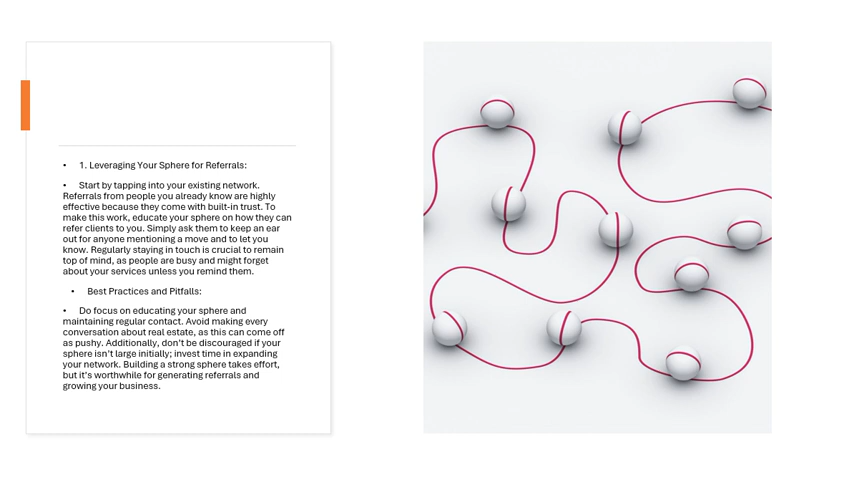 • 1. Leveraging Your Sphere for Referrals:
• Start by tapping into your existing network.
Referrals from people you already know are highly
effective because they come with built-in trust. To
make this work, educate your sphere on how they can
refer clients to you. Simply ask them to keep an ear
out for anyone mentioning a move and to let you
know. Regularly staying in touch is crucial to remain
top of mind, as people are busy and might forget
about your services unless you remind them.
• Best Practices and Pitfalls:
• Do focus on educating your sphere and
maintaining regular contact. Avoid making every
conversation about real estate, as this can come off
as pushy. Additionally, don't be discouraged if your
sphere isn't large initially; invest time in expanding
your network. Building a strong sphere takes effort,
but it's worthwhile for generating referrals and
growing your business.